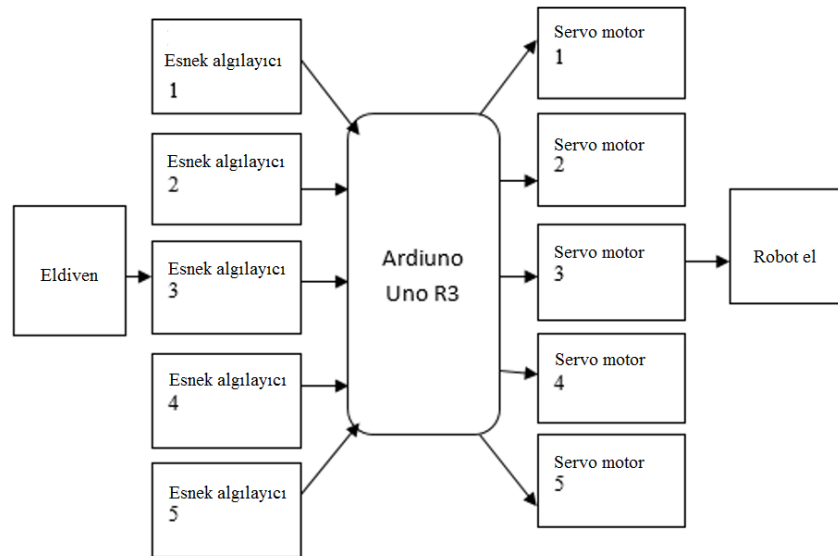 Eldiven
Esnek algılayıcı
1
Esnek algılayıcı
2
Esnek algılayıcı
3
Esnek algılayıcı
4
Esnek algılayıcı
5
Ardiuno
Uno R3
Servo motor
1
Servo motor
2
Servo motor
3
Servo motor
4
Servo motor
5
Robot el